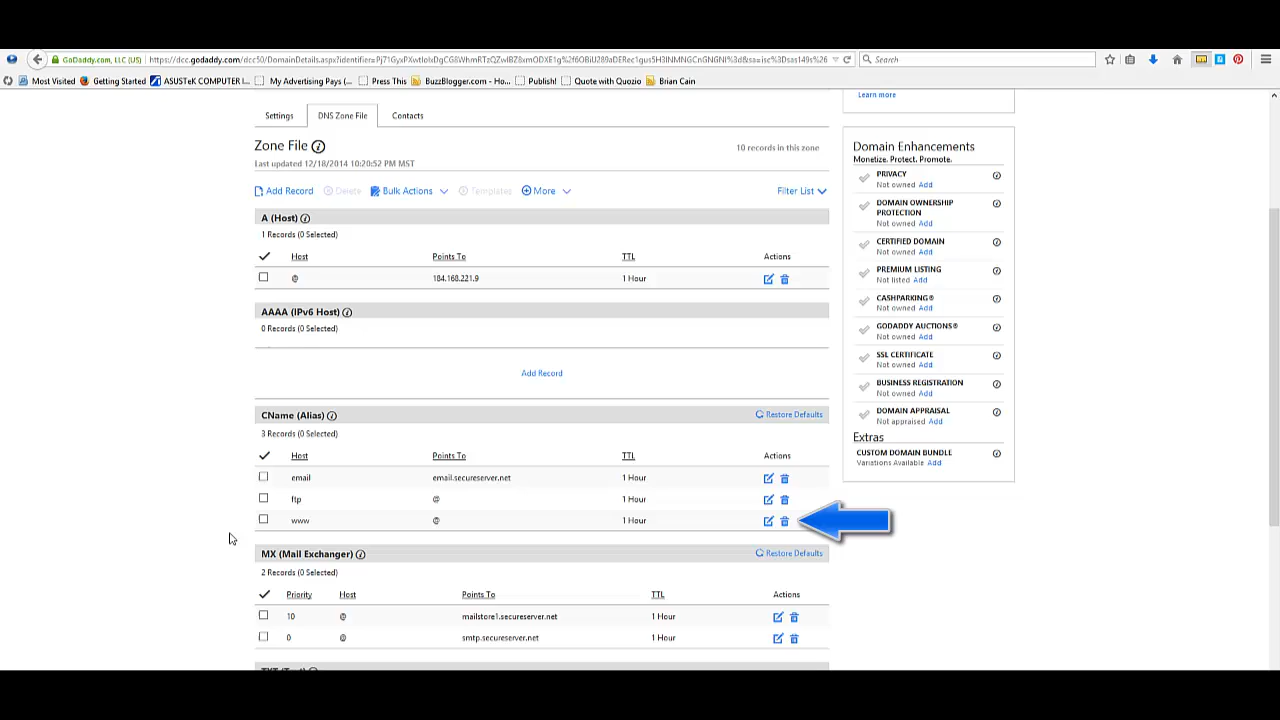 GoDaddy.com, LLC (US)
Search
Most Visited
Getting Started
ASUSTeK COMPUTER I...
My Advertising Pays (...
Press This
BuzzBlogger.com - Ho...
Publish!
Quote with Quozio
Brian Cain
Learn more
Settings
DNS Zone File
Contacts
Zone File
10 records in this zone
Last updated 12/18/2014 10:20:52 PM MST
Add Record
Delete
Bulk Actions
Templates
More
Filter List
A (Host)
1 Records (0 Selected)
Host Points To TTL Actions
@ 184.168.221.9 1 Hour
AAAA (IPv6 Host)
0 Records (0 Selected)
Add Record
CName (Alias)
Restore Defaults
3 Records (0 Selected)
Host Points To TTL Actions
email email.secureserver.net 1 Hour
ftp @ 1 Hour
www @ 1 Hour
MX (Mail Exchanger)
Restore Defaults
2 Records (0 Selected)
Priority Host Points To TTL Actions
10 @ mailstore1.secureserver.net 1 Hour
0 @ smtp.secureserver.net 1 Hour
Domain Enhancements
Monetize. Protect. Promote.
PRIVACY
Not owned Add
DOMAIN OWNERSHIP
PROTECTION
Not owned Add
CERTIFIED DOMAIN
Not owned Add
PREMIUM LISTING
Not listed Add
CASHPARKING®
Not owned Add
GODADDY AUCTIONS®
Not owned Add
SSL CERTIFICATE
Not owned Add
BUSINESS REGISTRATION
Not owned Add
DOMAIN APPRAISAL
Not appraised Add
Extras
CUSTOM DOMAIN BUNDLE
Variations Available Add